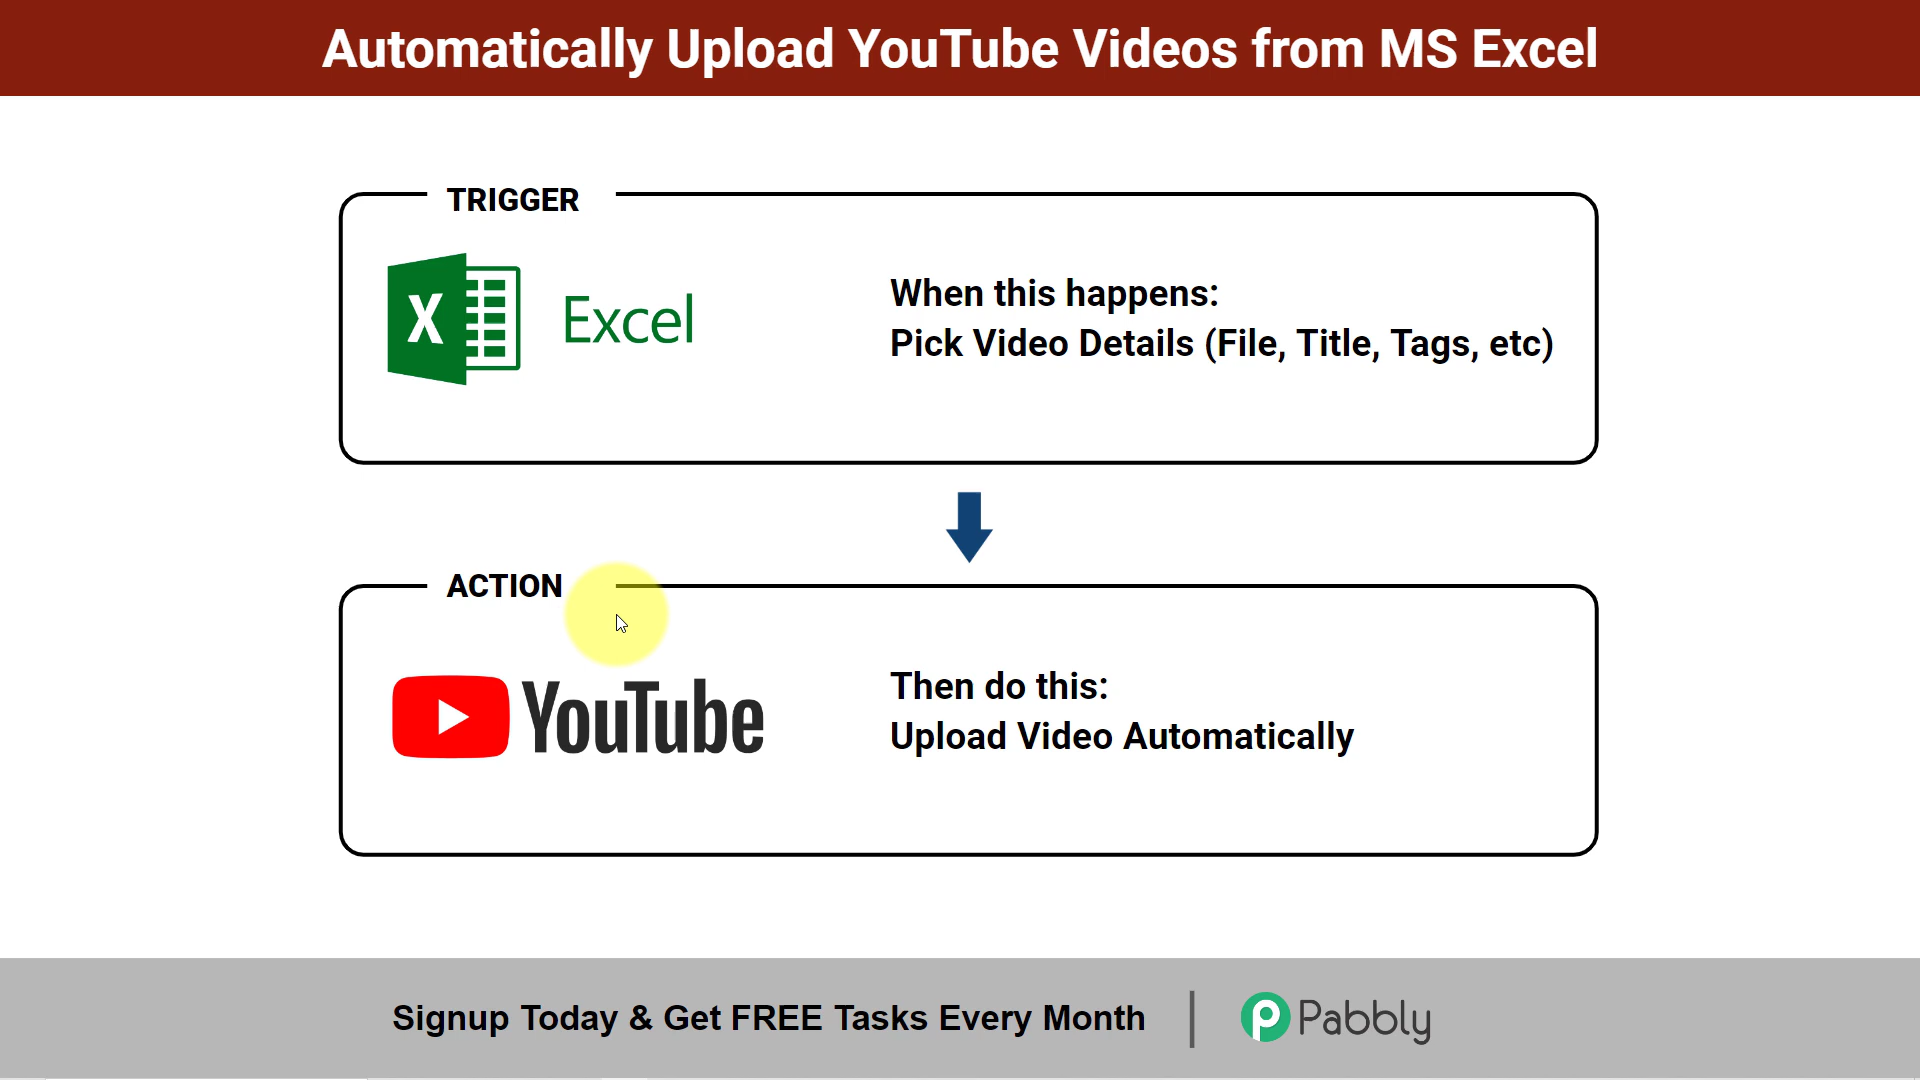 Automatically Upload YouTube Videos from MS Excel
TRIGGER
X Excel
When this happens:
Pick Video Details (File, Title, Tags, etc)
ACTION
YouTube
Then do this:
Upload Video Automatically
Signup Today & Get FREE Tasks Every Month | Pabbly